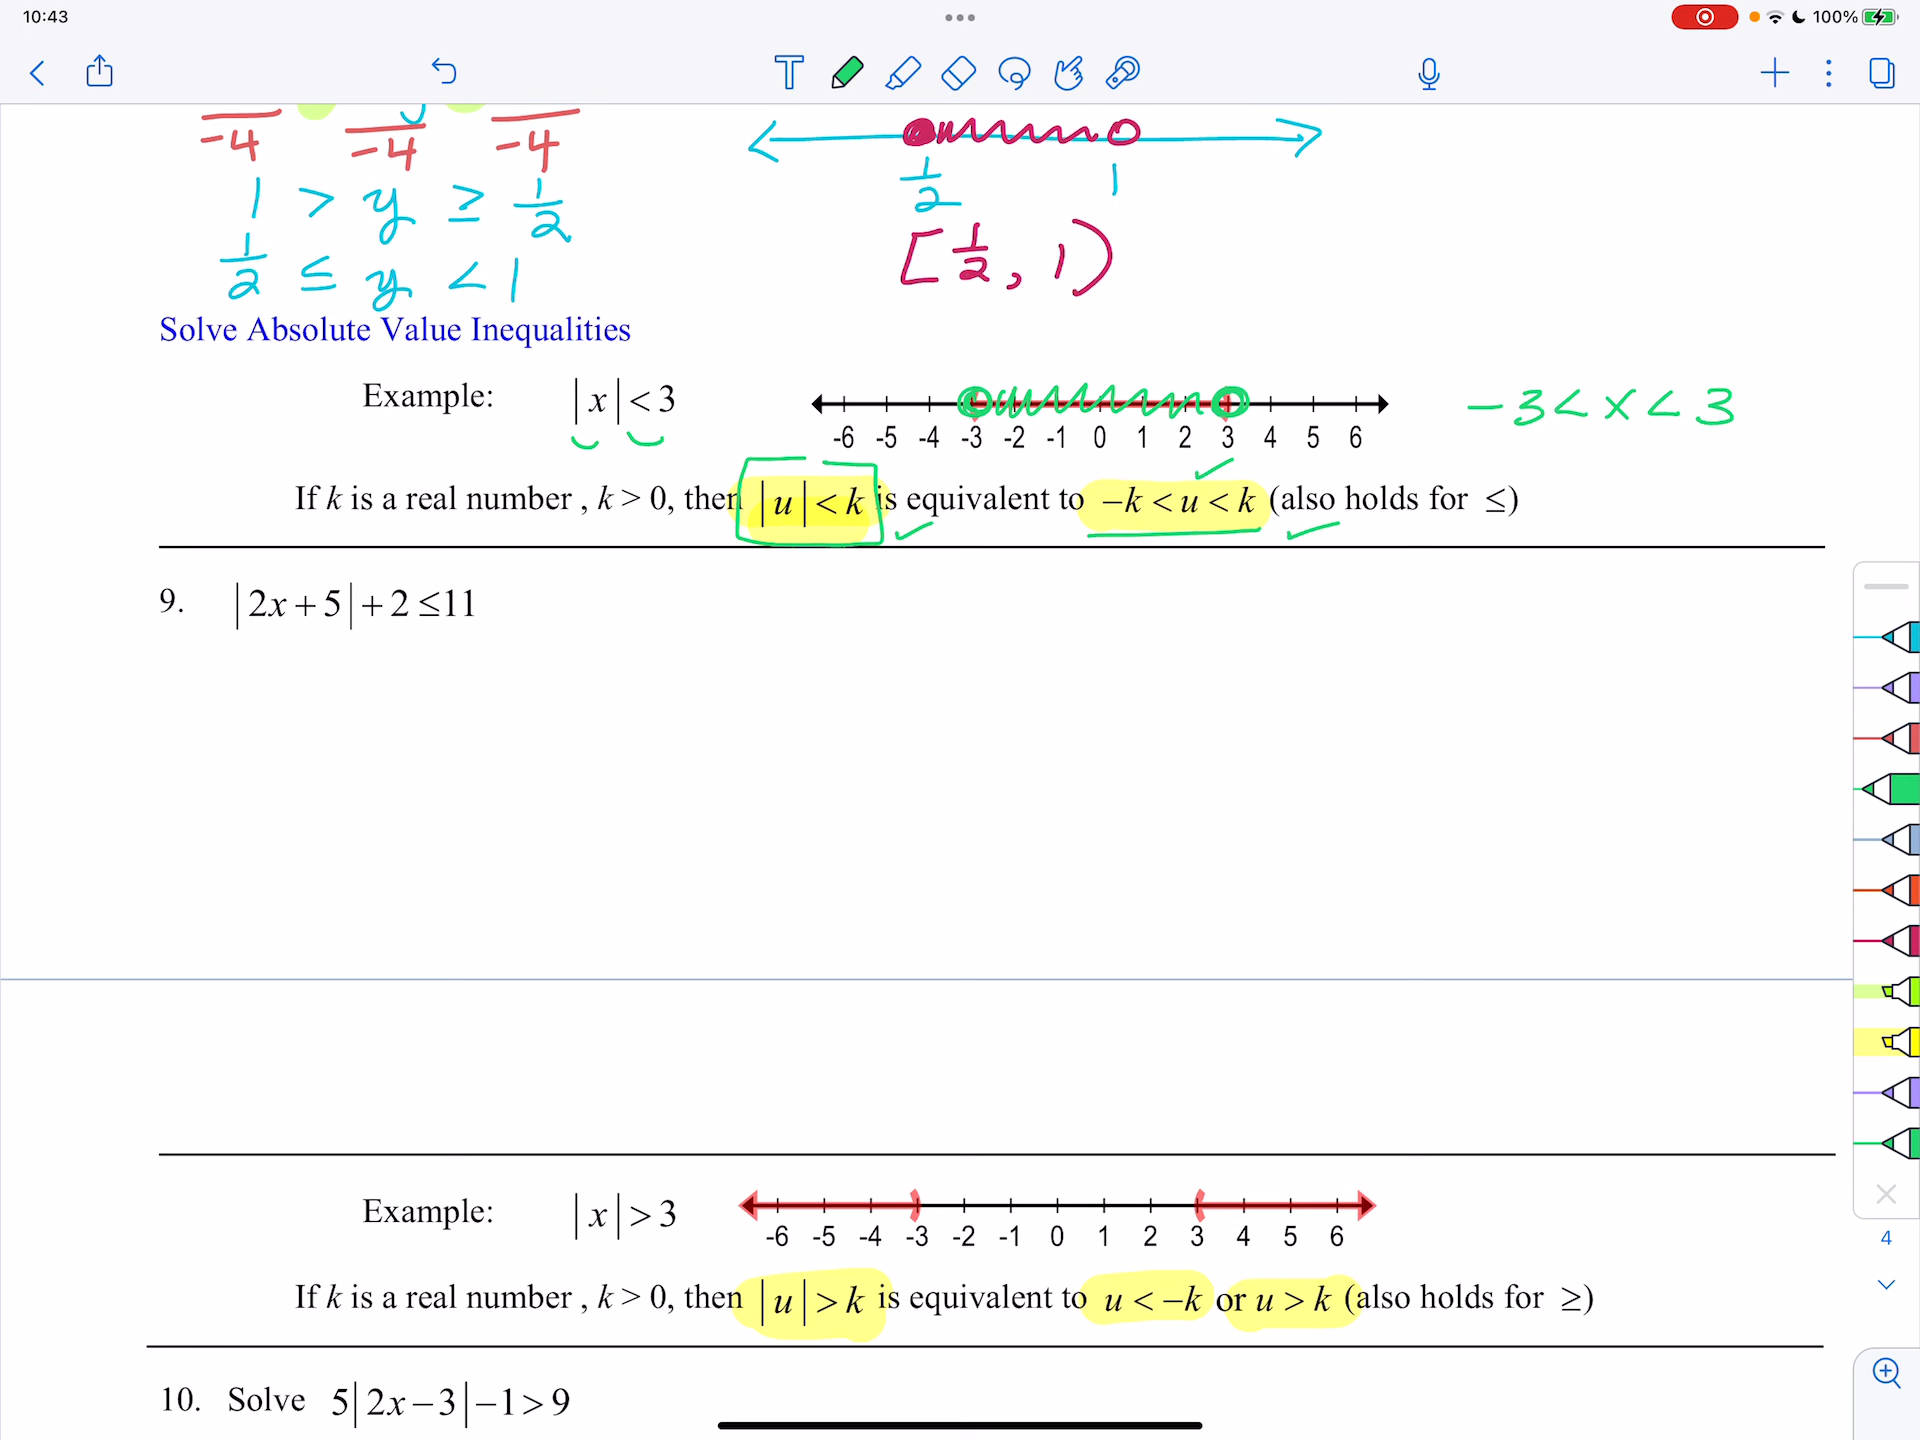 10:43 100%
-4 -4 -4
1/2 1
1 > y ≥ 1/2
[1/2, 1)
1/2 ≤ y < 1
Solve Absolute Value Inequalities
Example: |x| < 3 -3 < x < 3
-6 -5 -4 -3 -2 -1 0 1 2 3 4 5 6
If k is a real number , k > 0, then |u| < k is equivalent to −k < u < k (also holds for ≤)
9. |2x + 5| + 2 ≤ 11
Example: |x| > 3
-6 -5 -4 -3 -2 -1 0 1 2 3 4 5 6
4
If k is a real number , k > 0, then |u| > k is equivalent to u < −k or u > k (also holds for ≥)
10. Solve 5|2x − 3| − 1 > 9